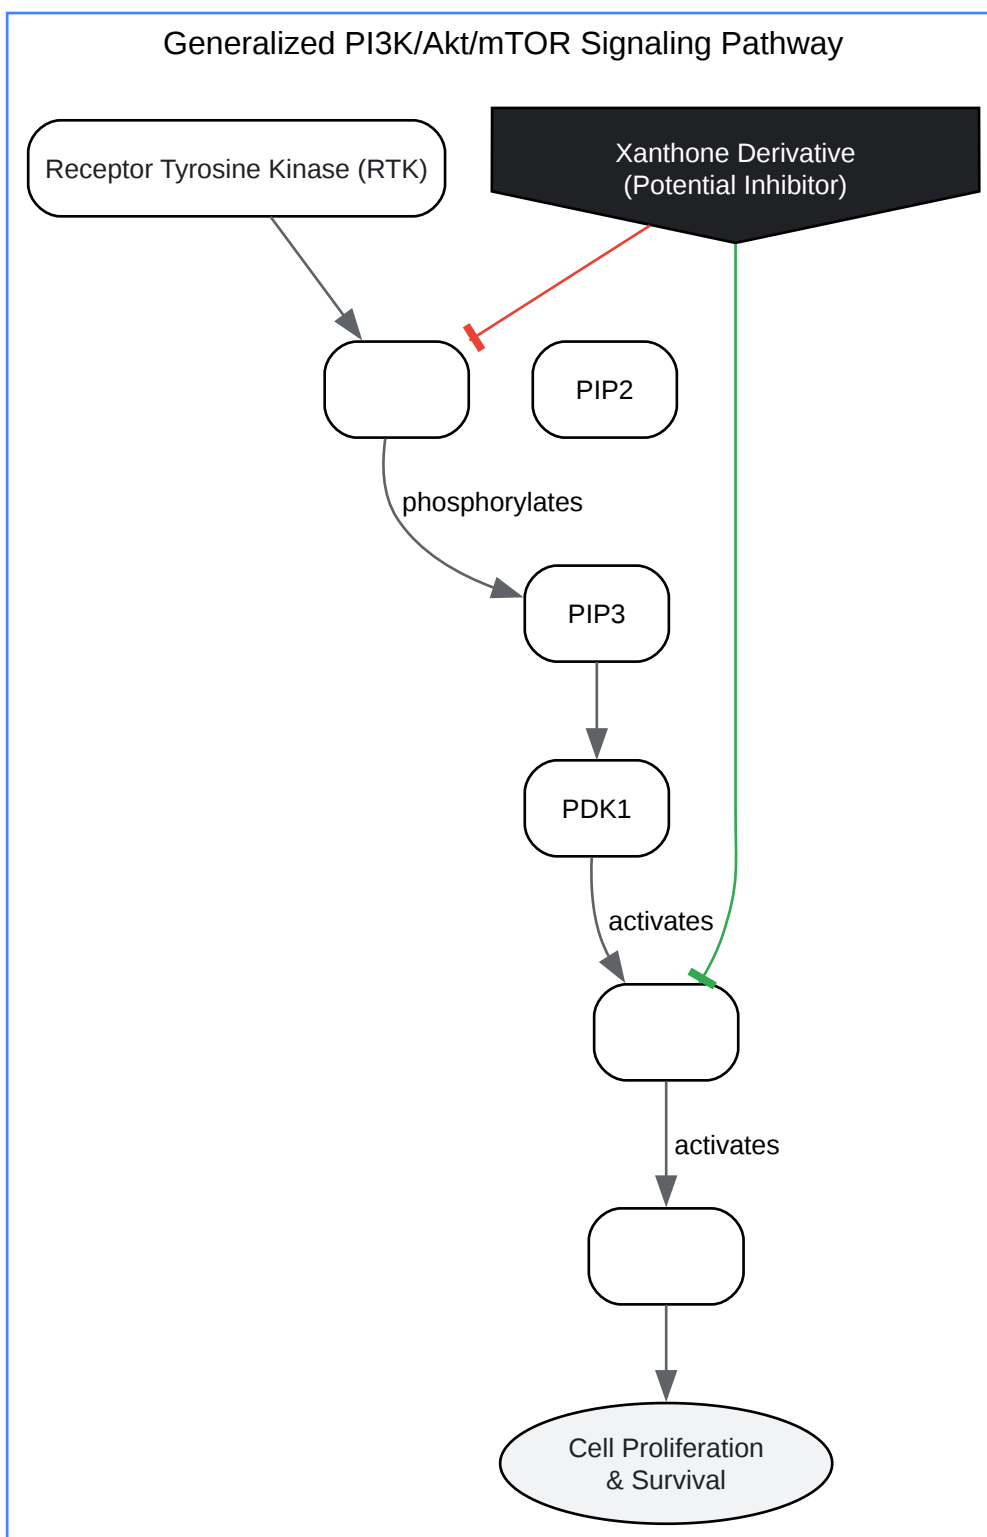 Generalized PI3K/Akt/mTOR Signaling Pathway
Receptor Tyrosine Kinase (RTK)
Xanthone Derivative
(Potential Inhibitor)
PIP2
phosphorylates
PIP3
PDK1
activates
activates
Cell Proliferation
& Survival